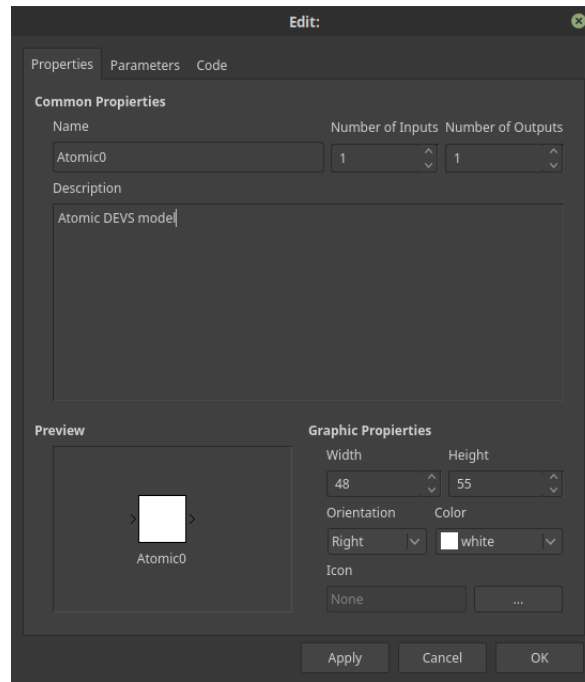 Edit:
Properties Parameters Code
Common Propierties
Name Number of Inputs Number of Outputs
Atomic0 1 1
Description
Atomic DEVS model
Preview Graphic Propierties
Width Height
48 55
Orientation Color
Right white
Atomic0
Icon
None ...
Apply Cancel OK